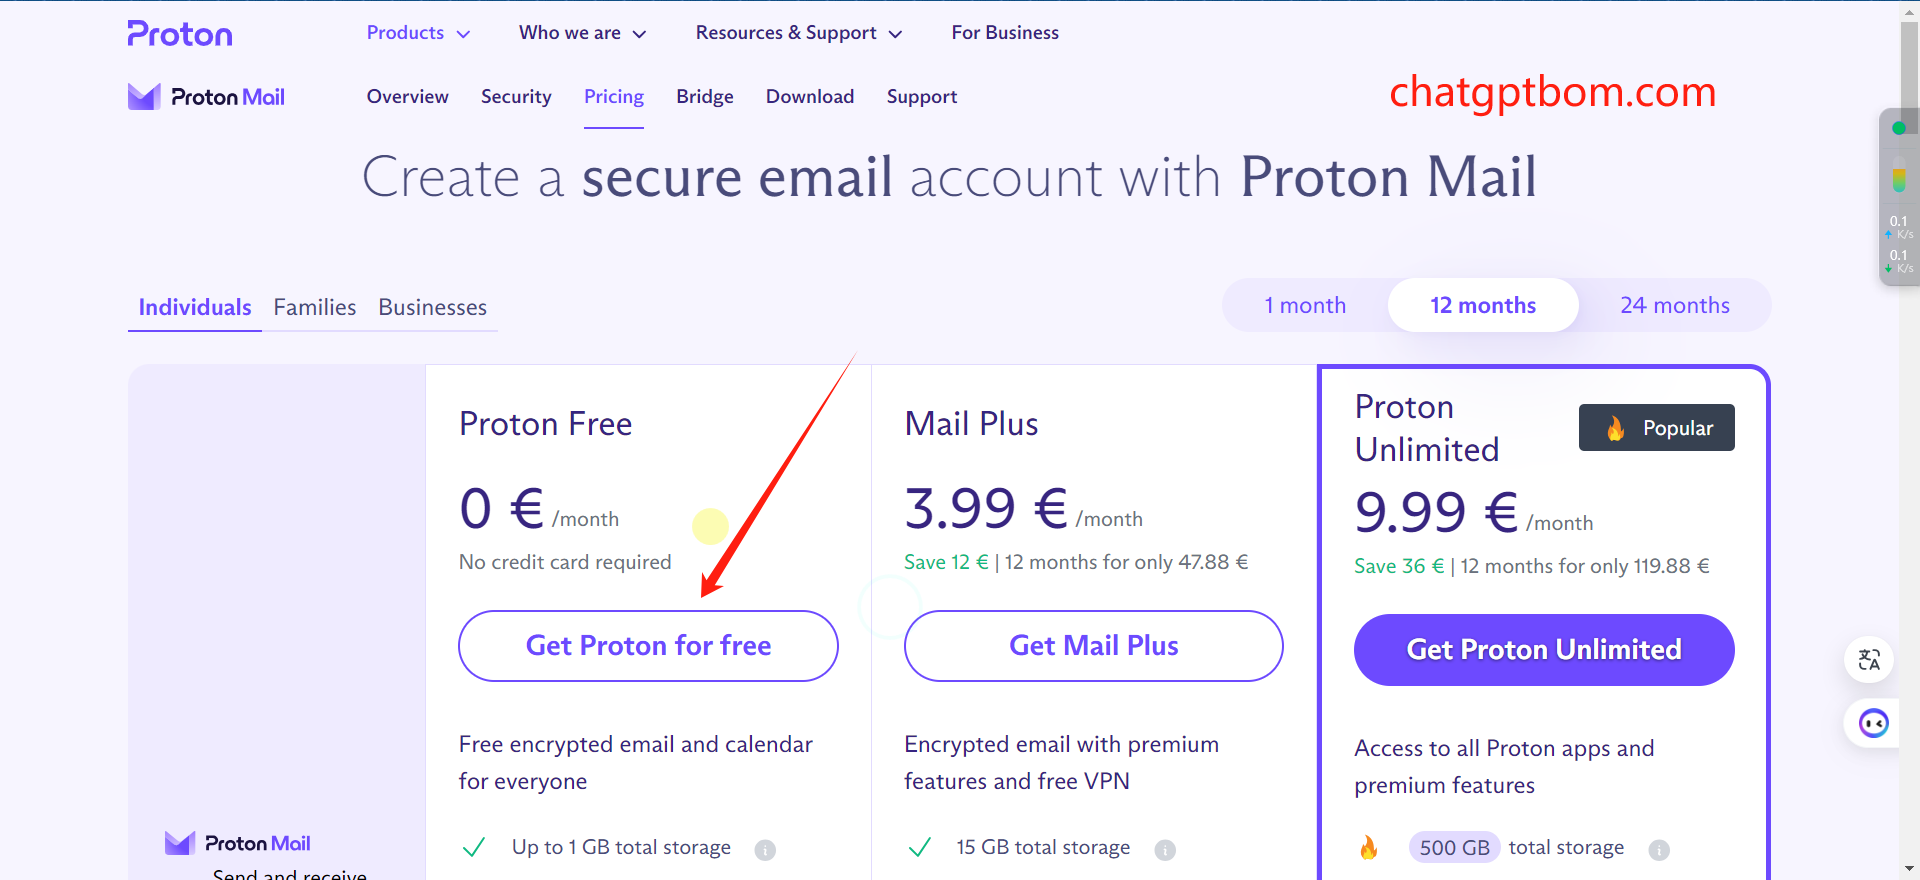 Proton
Products
Who we are
Resources & Support
For Business
Proton Mail
Overview
Security
Pricing
Bridge
Download
Support
chatgptbom.com
Create a secure email account with Proton Mail
0.1
K/s
0.1
K/s
Individuals
Families
Businesses
1 month
12 months
24 months
Proton Free
0 € /month
No credit card required
Get Proton for free
Free encrypted email and calendar
for everyone
Up to 1 GB total storage
Mail Plus
3.99 € /month
Save 12 € | 12 months for only 47.88 €
Get Mail Plus
Encrypted email with premium
features and free VPN
15 GB total storage
Proton
Unlimited
Popular
9.99 € /month
Save 36 € | 12 months for only 119.88 €
Get Proton Unlimited
Access to all Proton apps and
premium features
500 GB total storage
Proton Mail
Send and receive